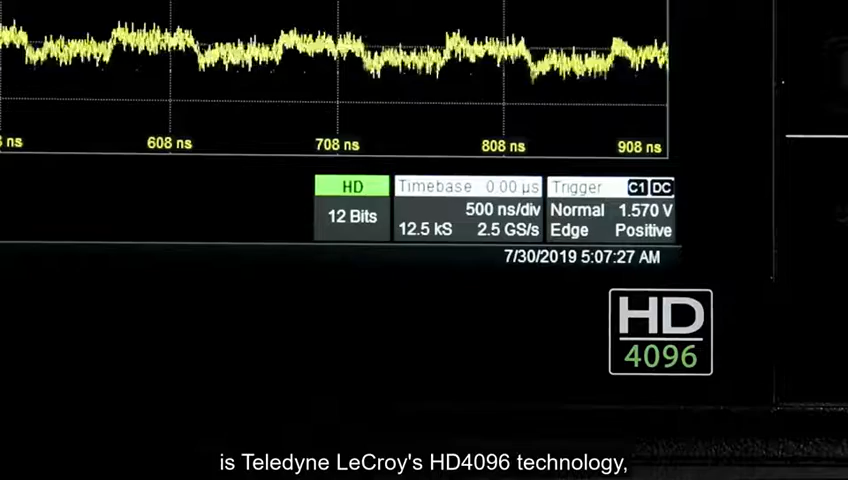 608 ns
708 ns
808 ns
908 ns
HD
12 Bits
Timebase 0.00 µs
500 ns/div
12.5 kS 2.5 GS/s
Trigger C1 DC
Normal 1.570 V
Edge Positive
7/30/2019 5:07:27 AM
HD
4096
is Teledyne LeCroy's HD4096 technology,